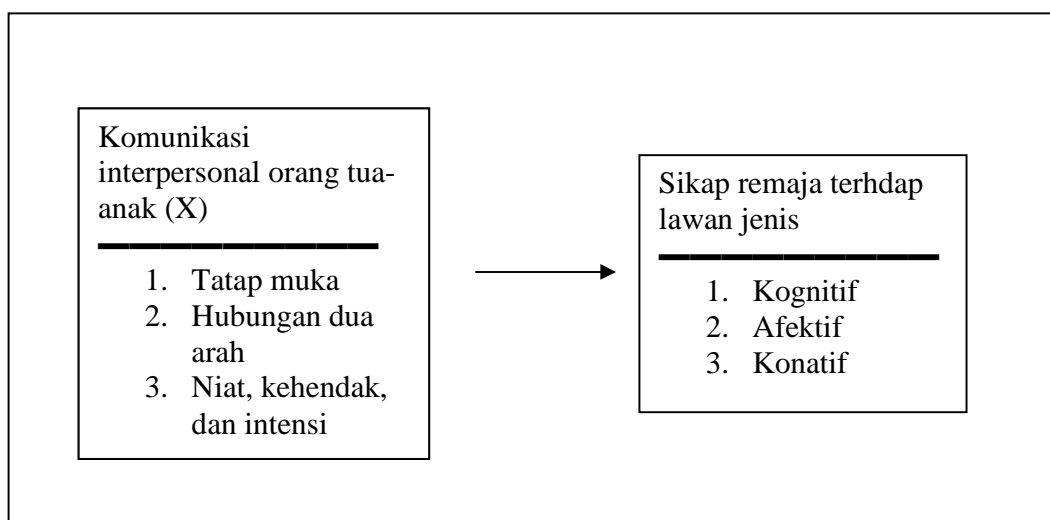 Komunikasi
interpersonal orang tua-
anak (X)
1. Tatap muka
2. Hubungan dua
arah
3. Niat, kehendak,
dan intensi
Sikap remaja terhdap
lawan jenis
1. Kognitif
2. Afektif
3. Konatif